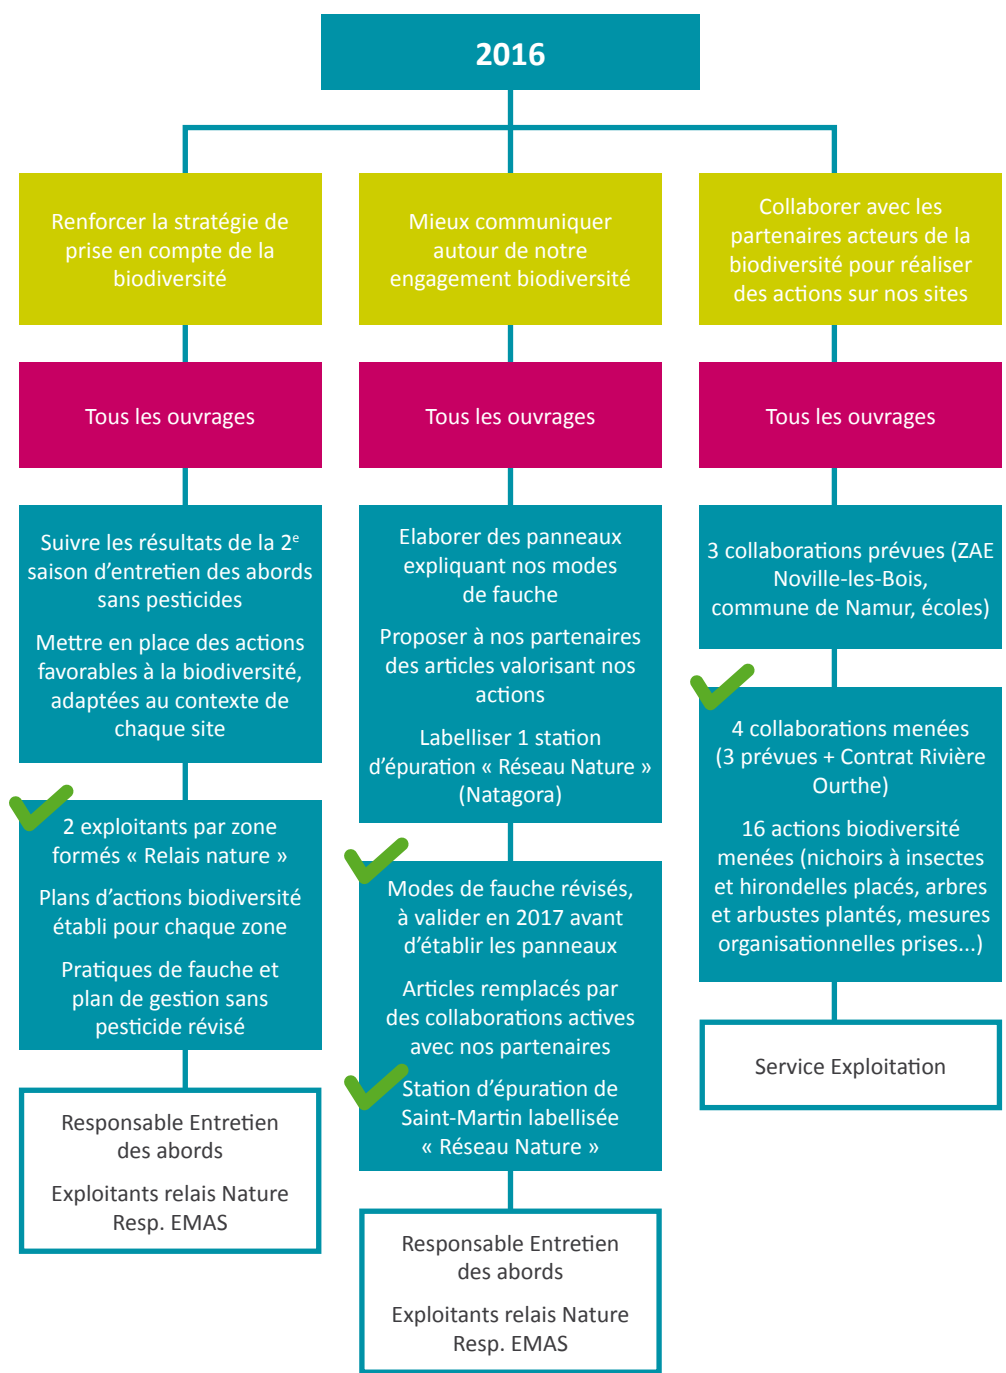 2016
Renforcer la stratégie de
prise en compte de la
biodiversité
Tous les ouvrages
Suivre les résultats de la 2e
saison d'entretien des abords
sans pesticides
Mettre en place des actions
favorables à la biodiversité,
adaptées au contexte de
chaque site
2 exploitants par zone
formés « Relais nature »
Plans d'actions biodiversité
établi pour chaque zone
Pratiques de fauche et
plan de gestion sans
pesticide révisé
Responsable Entretien
des abords
Exploitants relais Nature
Resp. EMAS
Mieux communiquer
autour de notre
engagement biodiversité
Tous les ouvrages
Elaborer des panneaux
expliquant nos modes
de fauche
Proposer à nos partenaires
des articles valorisant nos
actions
Labelliser 1 station
d'épuration « Réseau Nature »
(Natagora)
Modes de fauche révisés,
à valider en 2017 avant
d'établir les panneaux
Articles remplacés par
des collaborations actives
avec nos partenaires
Station d'épuration de
Saint-Martin labellisée
« Réseau Nature »
Responsable Entretien
des abords
Exploitants relais Nature
Resp. EMAS
Collaborer avec les
partenaires acteurs de la
biodiversité pour réaliser
des actions sur nos sites
Tous les ouvrages
3 collaborations prévues (ZAE
Noville-les-Bois,
commune de Namur, écoles)
4 collaborations menées
(3 prévues + Contrat Rivière
Ourthe)
16 actions biodiversité
menées (nichoirs à insectes
et hirondelles placés, arbres
et arbustes plantés, mesures
organisationnelles prises...)
Service Exploitation